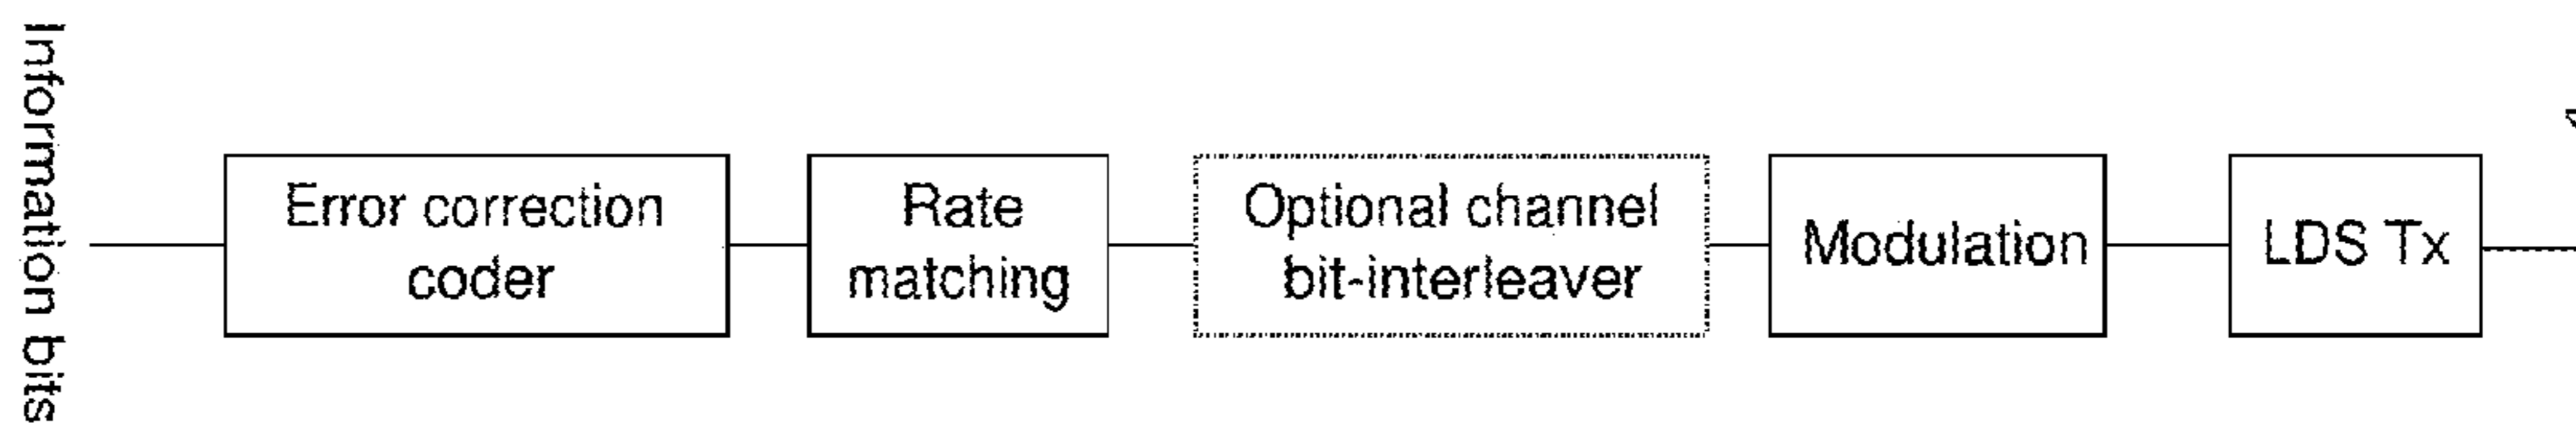 Information bits
Error correction
coder
Rate
matching
Optional channel
bit-interleaver
Modulation
LDS Tx